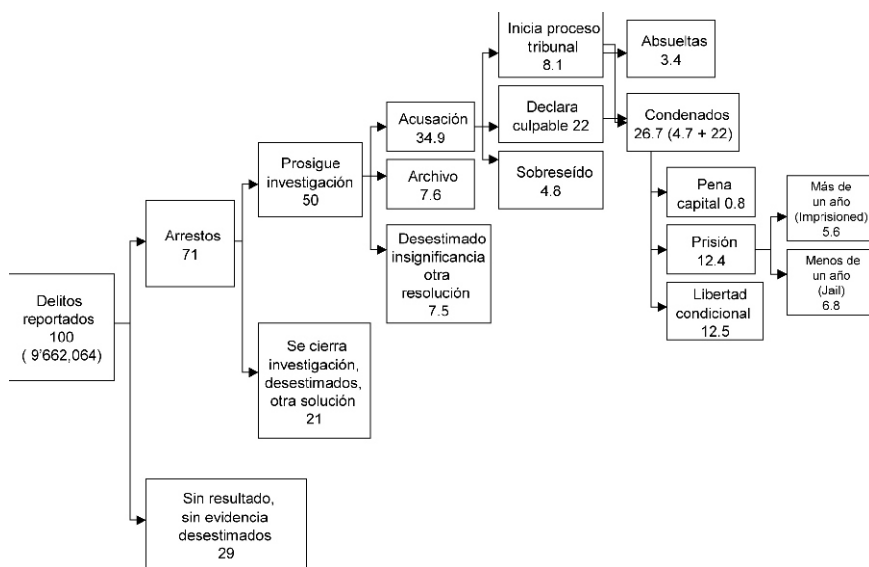 Delitos
reportados
100
( 9'662,064)
Arrestos
71
Sin resultado,
sin evidencia
desestimados
29
Prosigue
investigación
50
Se cierra
investigación,
desestimados,
otra solución
21
Acusación
34.9
Archivo
7.6
Desestimado
insignificancia
otra
resolución
7.5
Inicia proceso
tribunal
8.1
Declara
culpable 22
Sobreseído
4.8
Absueltas
3.4
Condenados
26.7 (4.7 + 22)
Pena
capital 0.8
Prisión
12.4
Libertad
condicional
12.5
Más de
un año
(Imprisioned)
5.6
Menos de
un año
(Jail)
6.8